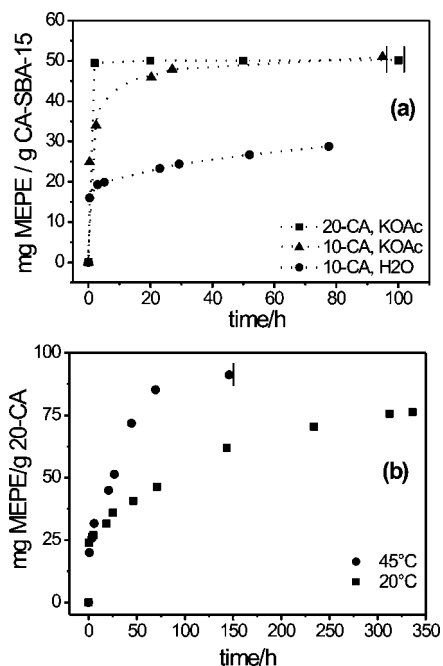 mg MEPE / g CA-SBA-15
60
50
40
30
20
10
0
(a)
20-CA, KOAc
10-CA, KOAc
10-CA, H2O
0 20 40 60 80 100
time/h
mg MEPE/g 20-CA
100
75
50
25
0
(b)
45°C
20°C
0 50 100 150 200 250 300 350
time/h